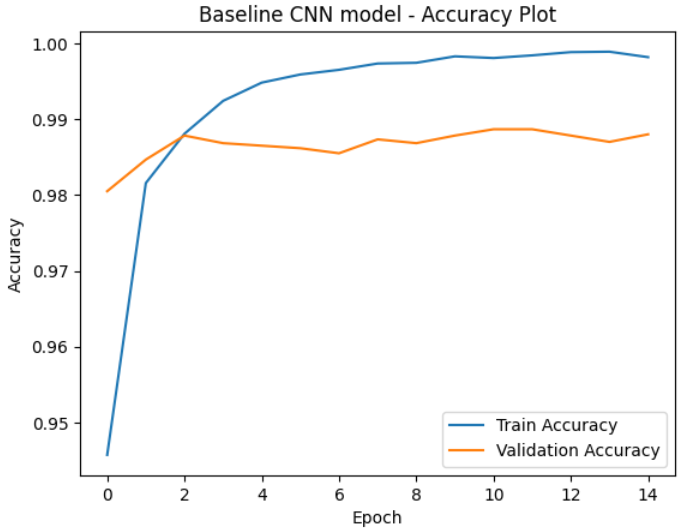 Baseline CNN model - Accuracy Plot
1.00
0.99
0.98
0.97
0.96
0.95
Accuracy
Train Accuracy
Validation Accuracy
0 2 4 6 8 10 12 14
Epoch